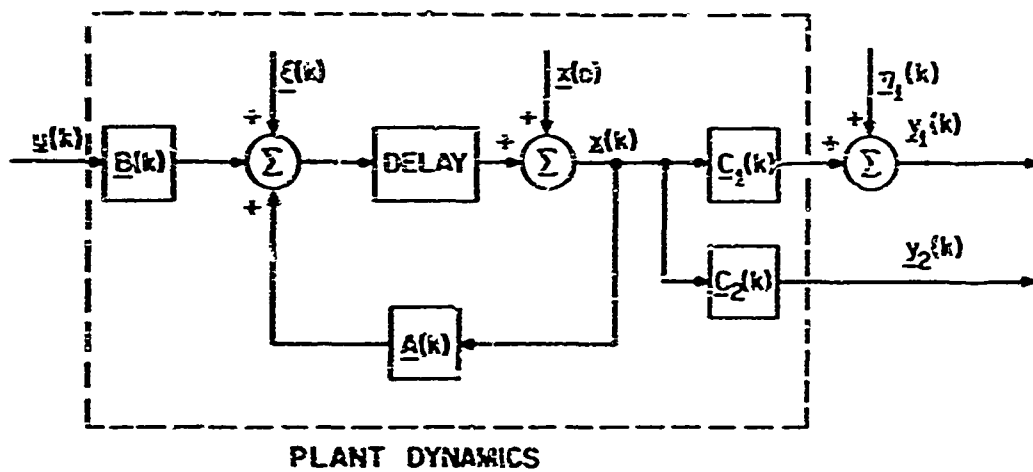 ξ(k)
x(0)
η₁(k)
u(k)
B(k)
Σ
DELAY
Σ
x(k)
C₁(k)
Σ
y₁(k)
C₂(k)
y₂(k)
A(k)
+
+
+
+
+
+
PLANT DYNAMICS